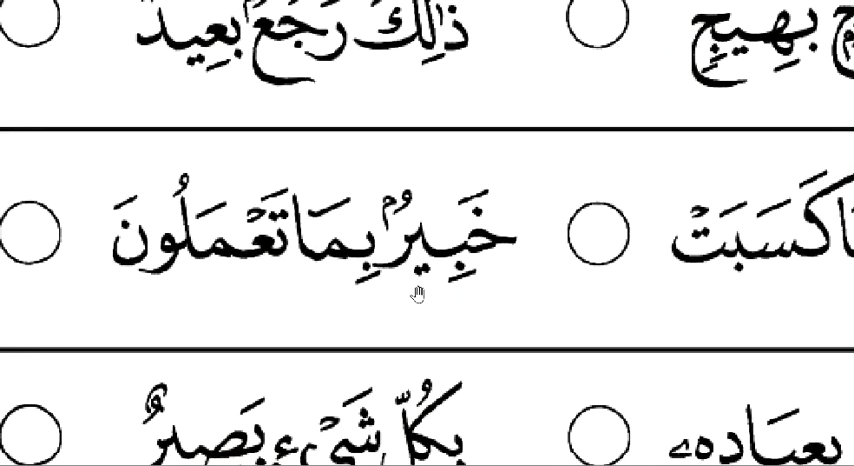 بَهِيجٍ ذَٰلِكَ رَجْعٌ بَعِيدٌ
كَسَبَتْ خَبِيرُۢ بِمَا تَعْمَلُونَ
بِعِبَادِهِۦ بِكُلِّ شَىْءٍۭ بَصِيرٌ